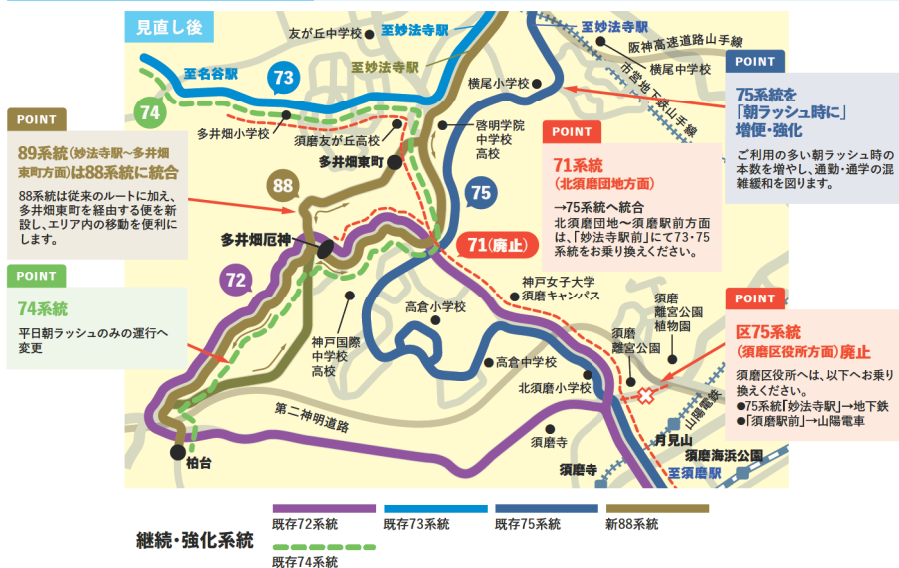 見直し後
友が丘中学校
至妙法寺駅
至妙法寺駅
至妙法寺駅
阪神高速道路山手線
横尾中学校
市営地下鉄山手線
横尾小学校
至名谷駅
73
74
多井畑小学校
須磨友が丘高校
多井畑東町
啓明学院
中学校
高校
88
75
多井畑厄神
71(廃止)
72
神戸女子大学
須磨キャンパス
高倉小学校
神戸国際
中学校
高校
高倉中学校
北須磨小学校
須磨
離宮公園
須磨
離宮公園
植物園
第二神明道路
山陽電鉄
月見山
須磨海浜公園
須磨寺
須磨寺
至須磨駅
柏台
POINT
89系統(妙法寺駅～多井畑
東町方面)は88系統に統合
88系統は従来のルートに加え、
多井畑東町を経由する便を新
設し、エリア内の移動を便利に
します。
POINT
74系統
平日朝ラッシュのみの運行へ
変更
POINT
75系統を
「朝ラッシュ時に」
増便・強化
ご利用の多い朝ラッシュ時の
本数を増やし、通勤・通学の混
雑緩和を図ります。
POINT
71系統
(北須磨団地方面)
→75系統へ統合
北須磨団地～須磨駅前方面
は、「妙法寺駅前」にて73・75
系統をお乗り換えください。
POINT
区75系統
(須磨区役所方面)廃止
須磨区役所へは、以下へお乗り
換えください。
●75系統「妙法寺駅」→地下鉄
●「須磨駅前」→山陽電車
継続・強化系統
既存72系統
既存73系統
既存75系統
新88系統
既存74系統